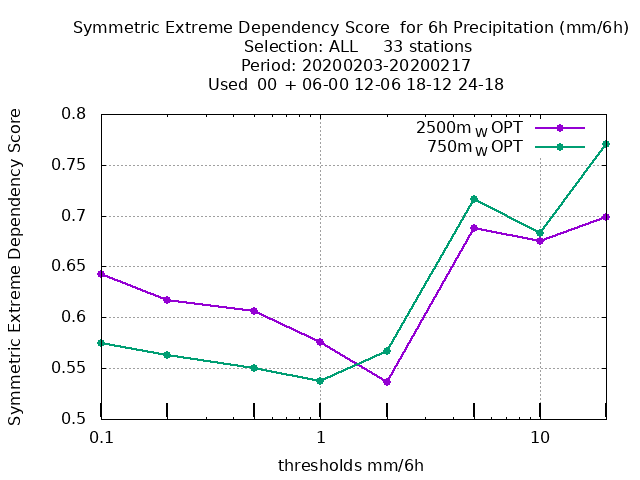 Symmetric Extreme Dependency Score  for 6h Precipitation (mm/6h)
Selection: ALL     33 stations
Period: 20200203-20200217
Used  00  + 06-00 12-06 18-12 24-18
Symmetric Extreme Dependency Score
0.8
0.75
0.7
0.65
0.6
0.55
0.5
2500m W OPT
750m W OPT
0.1 1 10
thresholds mm/6h